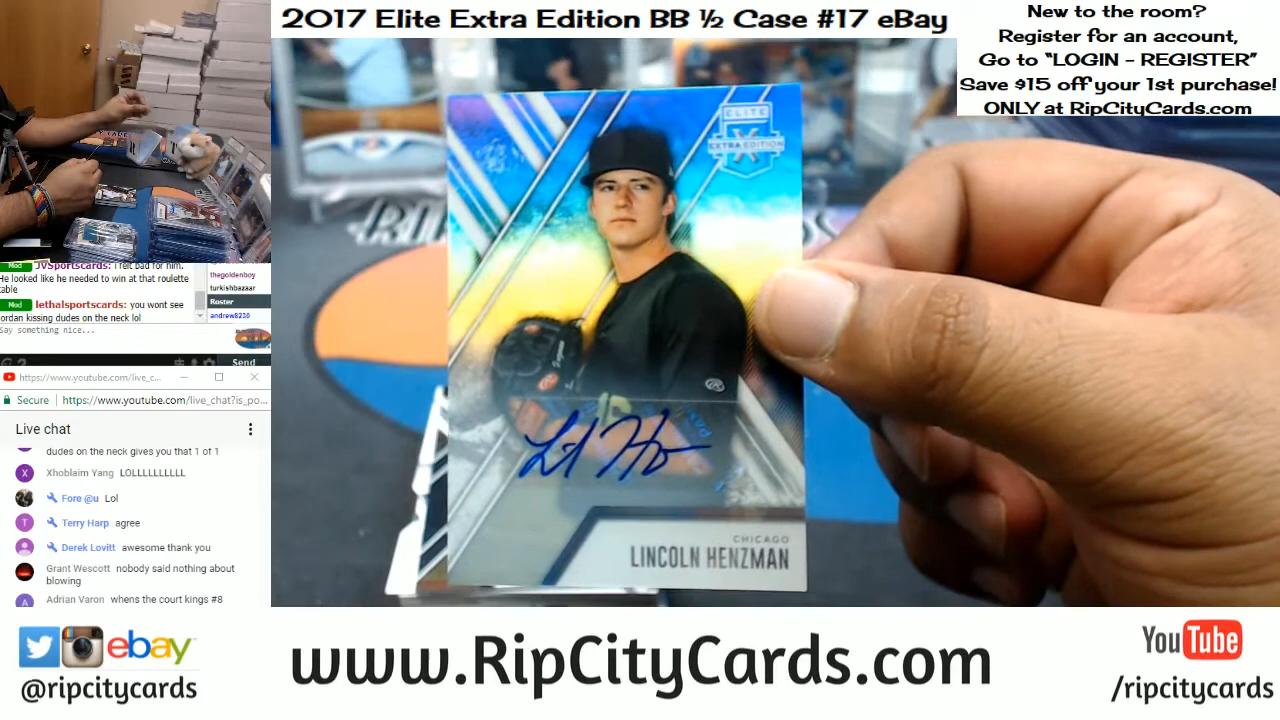 2017 Elite Extra Edition BB ½ Case #17 eBay
New to the room?
Register for an account,
Go to “LOGIN - REGISTER”
Save $15 off your 1st purchase!
ONLY at RipCityCards.com
ELITE
X
EXTRA EDITION
CHICAGO
LINCOLN HENZMAN
Mod JVSportscards: I felt bad for him.
He looked like he needed to win at that roulette
table
Mod lethalsportscards: you wont see
jordan kissing dudes on the neck lol
Say something nice...
thegoldenboy
turkishbazaar
Roster
andrew8230
Send
https://www.youtube.com/live_c...
Secure https://www.youtube.com/live_chat?is_po...
Live chat
dudes on the neck gives you that 1 of 1
X Xhoblaim Yang LOLLLLLLLLL
Fore @u Lol
T Terry Harp agree
Derek Lovitt awesome thank you
Grant Wescott nobody said nothing about
blowing
Adrian Varon whens the court kings #8
ebay
@ripcitycards
www.RipCityCards.com
YouTube
/ripcitycards